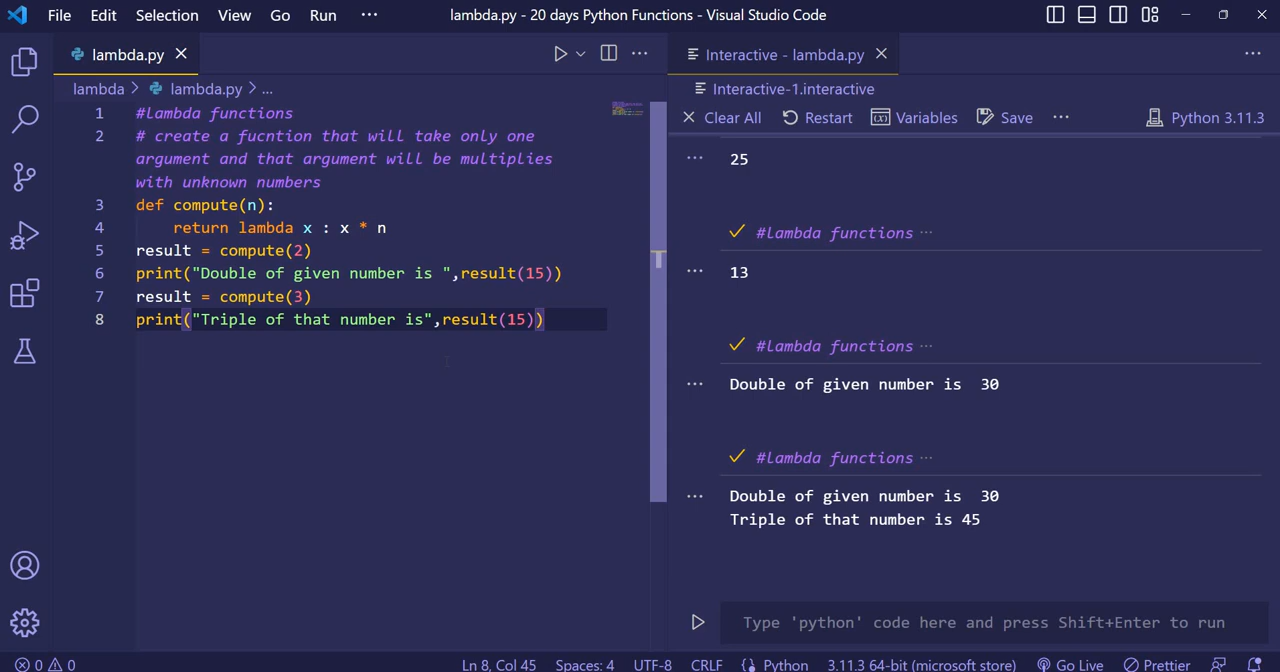 File Edit Selection View Go Run ··· lambda.py - 20 days Python Functions - Visual Studio Code
lambda.py
lambda > lambda.py > ...
1 #lambda functions
2 # create a fucntion that will take only one
argument and that argument will be multiplies
with unknown numbers
3 def compute(n):
4 return lambda x : x * n
5 result = compute(2)
6 print("Double of given number is ",result(15))
7 result = compute(3)
8 print("Triple of that number is",result(15))
Interactive - lambda.py
Interactive-1.interactive
Clear All Restart Variables Save ··· Python 3.11.3
25
#lambda functions ···
13
#lambda functions ···
Double of given number is  30
#lambda functions ···
Double of given number is  30
Triple of that number is 45
Type 'python' code here and press Shift+Enter to run
0 0 Ln 8, Col 45 Spaces: 4 UTF-8 CRLF Python 3.11.3 64-bit (microsoft store) Go Live Prettier